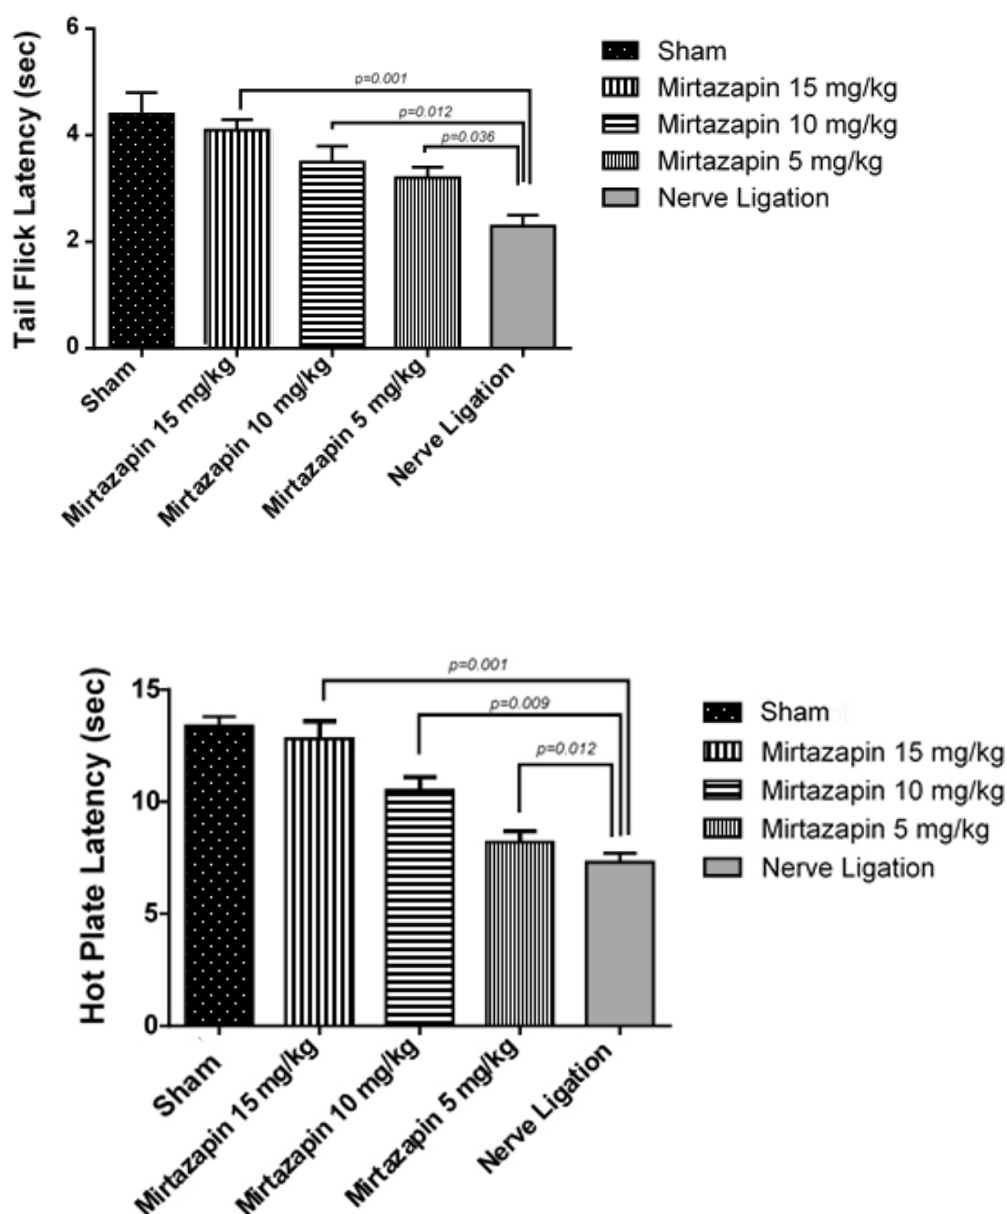 Tail Flick Latency (sec)
6
4
2
0
p=0.001
p=0.012
p=0.036
Sham
Mirtazapin 15 mg/kg
Mirtazapin 10 mg/kg
Mirtazapin 5 mg/kg
Nerve Ligation
Sham
Mirtazapin 15 mg/kg
Mirtazapin 10 mg/kg
Mirtazapin 5 mg/kg
Nerve Ligation
Hot Plate Latency (sec)
15
10
5
0
p=0.001
p=0.009
p=0.012
Sham
Mirtazapin 15 mg/kg
Mirtazapin 10 mg/kg
Mirtazapin 5 mg/kg
Nerve Ligation
Sham
Mirtazapin 15 mg/kg
Mirtazapin 10 mg/kg
Mirtazapin 5 mg/kg
Nerve Ligation